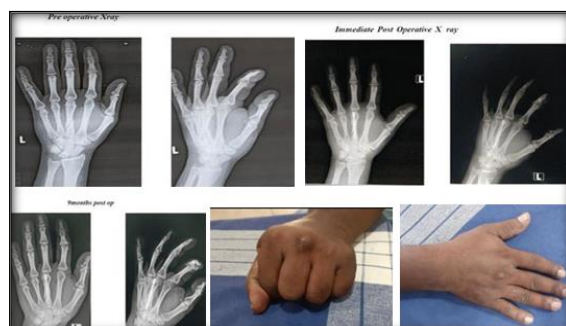 Pre operative Xray
Immediate Post Operative X ray
L
L
L
L
9months post op